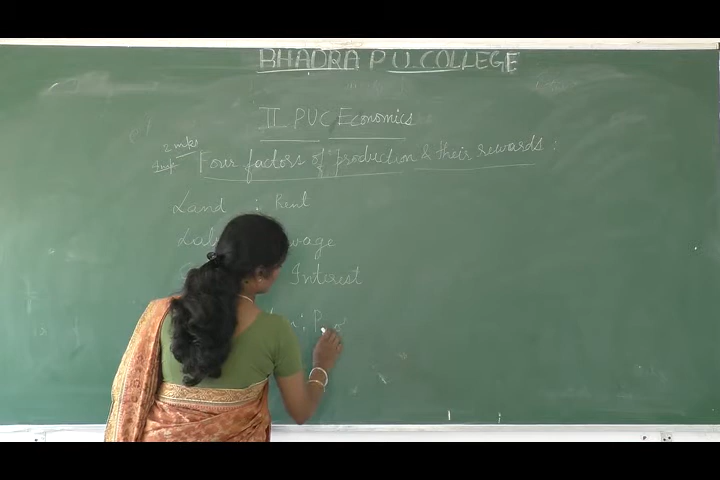 BHADRA P U COLLEGE
II PUC Economics
2 mks
Four factors of production & their rewards :
Land : Rent
wage
Interest